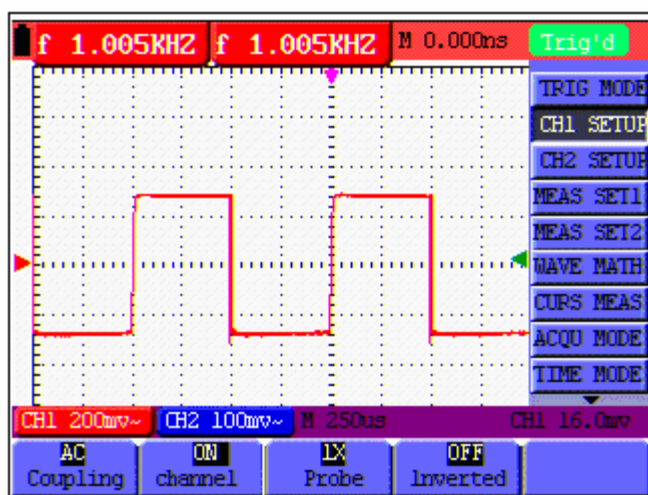 f 1.005KHZ f 1.005KHZ M 0.000ns Trig'd
TRIG MODE
CH1 SETUP
CH2 SETUP
MEAS SET1
MEAS SET2
WAVE MATH
CURS MEAS
ACQU MODE
TIME MODE
CH1 200mv~ CH2 100mv~ M 250us CH1 16.0mv
AC ON 1X OFF
Coupling channel Probe Inverted